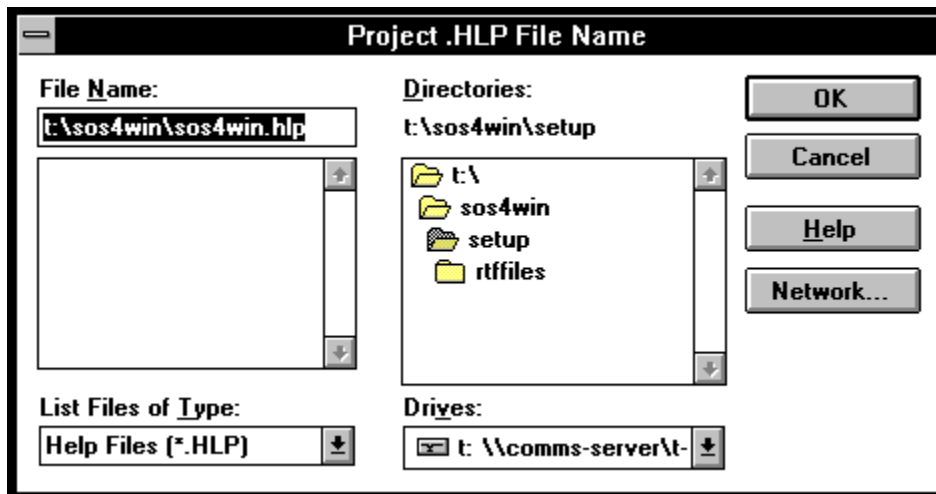 Project .HLP File Name
File Name:
t:\sos4win\sos4win.hlp
Directories:
t:\sos4win\setup
t:\
sos4win
setup
rtffiles
OK
Cancel
Help
Network...
List Files of Type:
Help Files (*.HLP)
Drives:
t: \\comms-server\t-